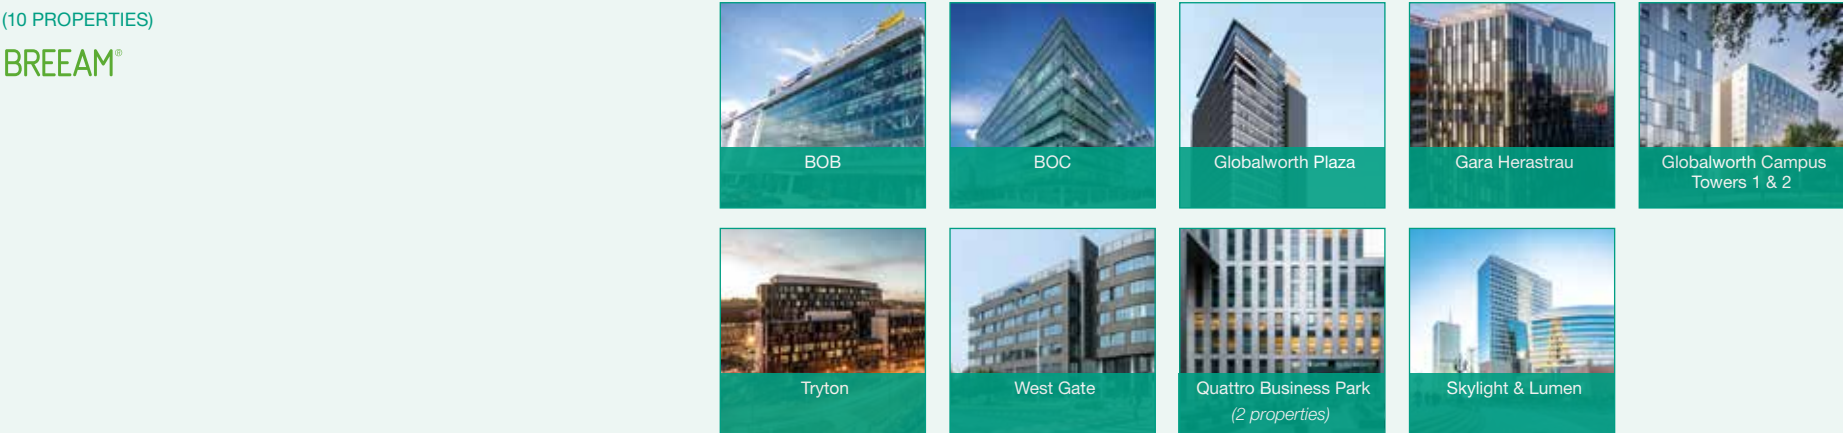 (10 PROPERTIES)
BREEAM®
BOB
BOC
Globalworth Plaza
Gara Herastrau
Globalworth Campus
Towers 1 & 2
Tryton
West Gate
Quattro Business Park
(2 properties)
Skylight & Lumen